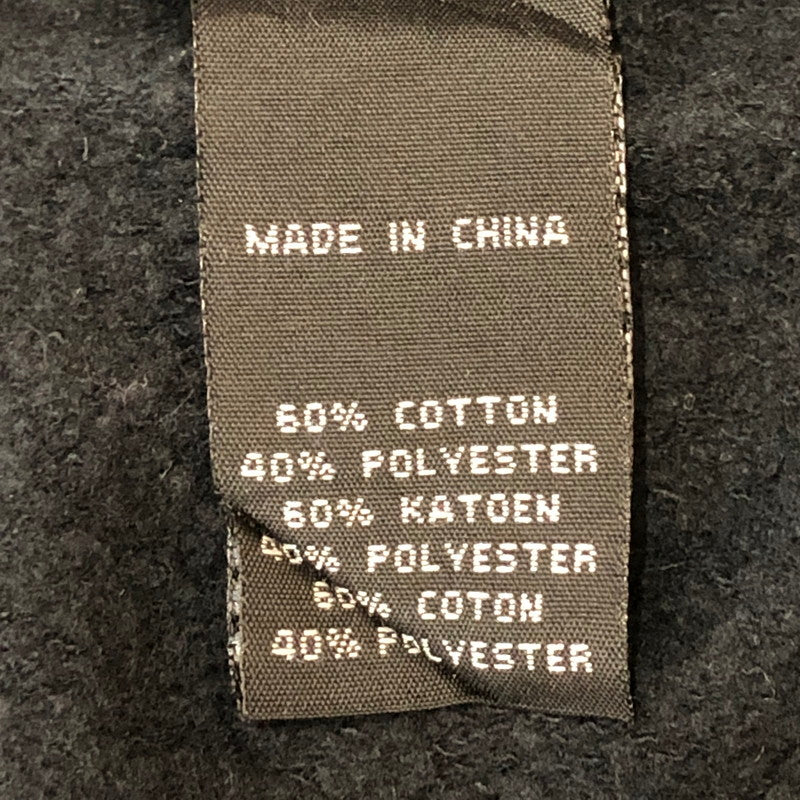 MADE IN CHINA
60% COTTON
40% POLYESTER
60% KATOEN
40% POLYESTER
60% COTON
40% POLYESTER